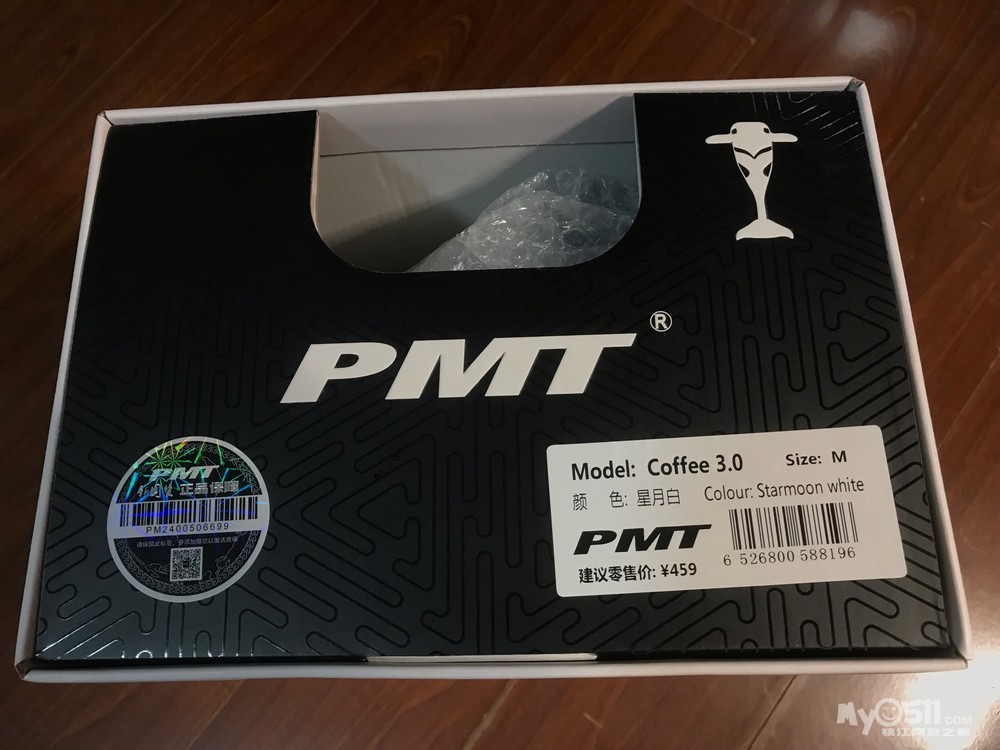 PMT®
PMT
正品保障
PM2400506699
Model: Coffee 3.0 Size: M
颜 色: 星月白 Colour: Starmoon white
PMT
6 526800 588196
建议零售价: ¥459
My0511.COM